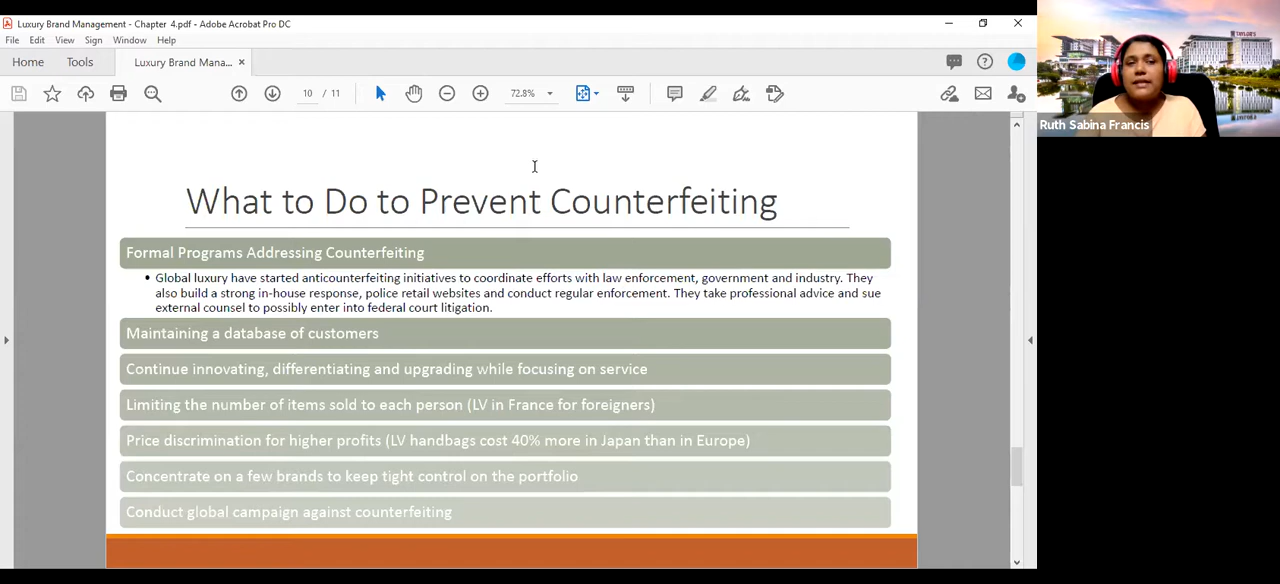 Luxury Brand Management - Chapter 4.pdf - Adobe Acrobat Pro DC
File Edit View Sign Window Help
Home Tools Luxury Brand Mana... ×
10 / 11 72.8%
What to Do to Prevent Counterfeiting
Formal Programs Addressing Counterfeiting
• Global luxury have started anticounterfeiting initiatives to coordinate efforts with law enforcement, government and industry. They
also build a strong in-house response, police retail websites and conduct regular enforcement. They take professional advice and sue
external counsel to possibly enter into federal court litigation.
Maintaining a database of customers
Continue innovating, differentiating and upgrading while focusing on service
Limiting the number of items sold to each person (LV in France for foreigners)
Price discrimination for higher profits (LV handbags cost 40% more in Japan than in Europe)
Concentrate on a few brands to keep tight control on the portfolio
Conduct global campaign against counterfeiting
TAYLOR'S
Ruth Sabina Francis